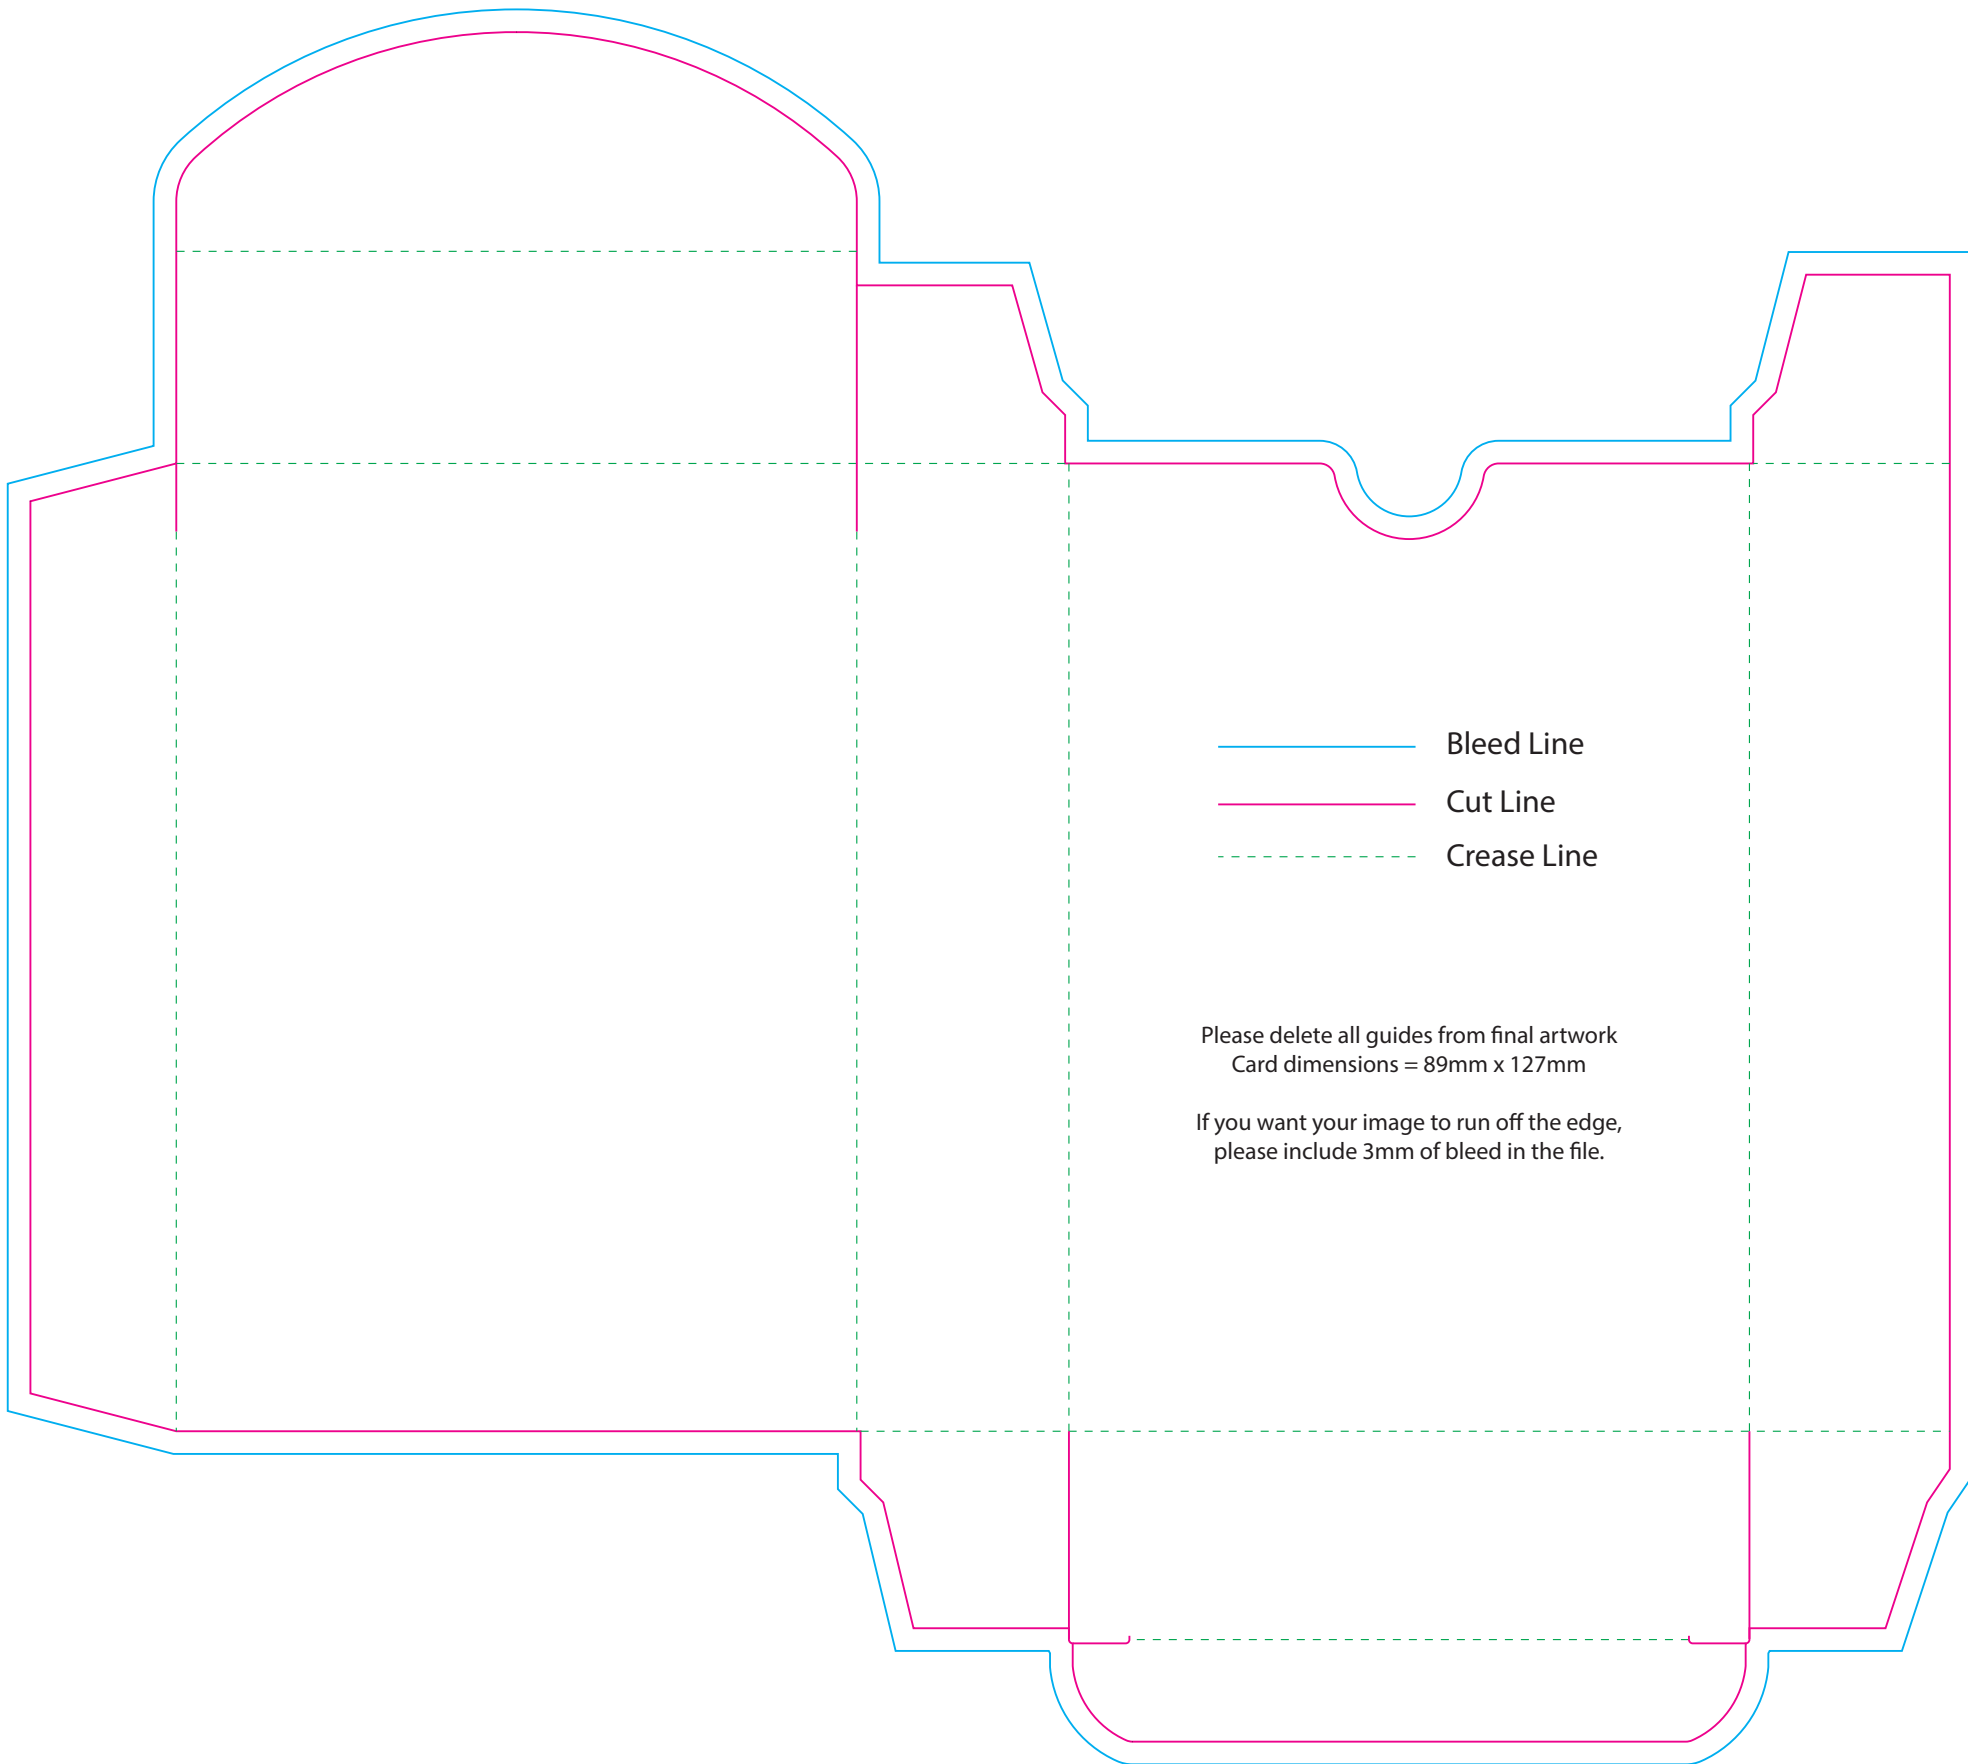 Bleed Line
Cut Line
Crease Line
Please delete all guides from final artwork
Card dimensions = 89mm x 127mm
If you want your image to run off the edge,
please include 3mm of bleed in the file.